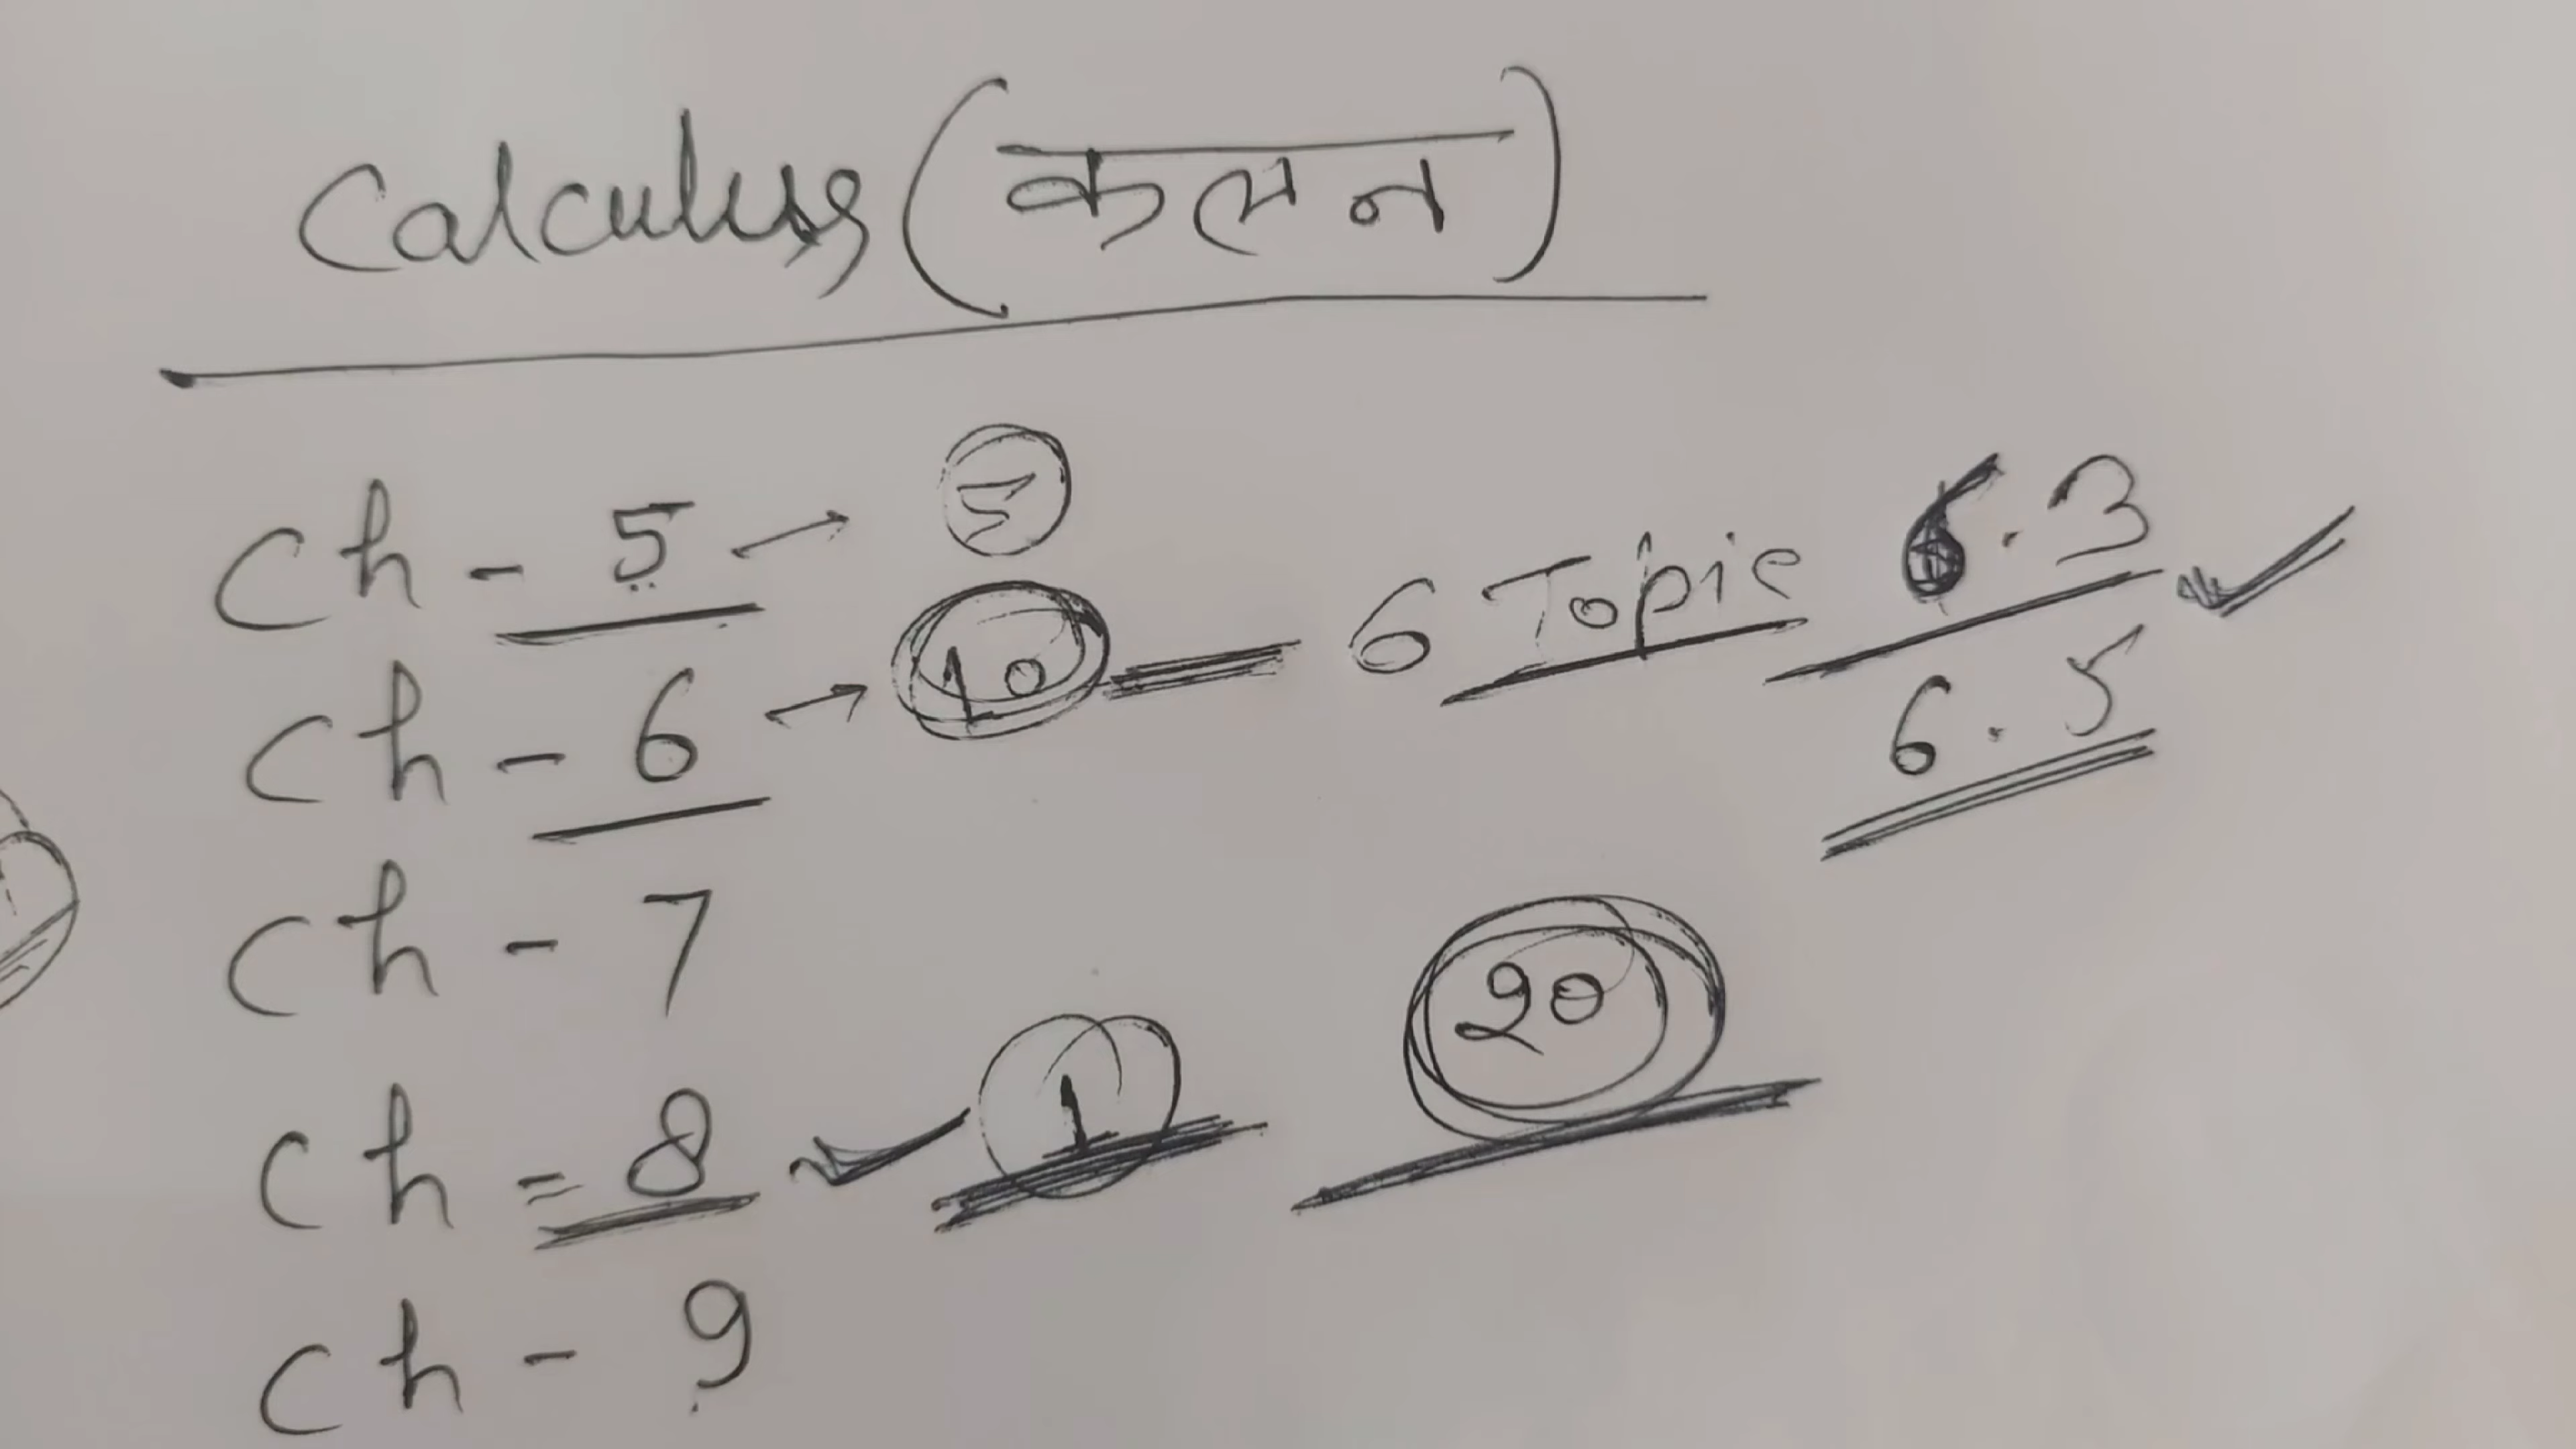 Calculus (कलन)
Ch - 5 → 5
Ch - 6 → 10 — 6 Topic 6.3 ✓
6.5
Ch - 7
Ch = 8 ✓ 1 20
Ch - 9